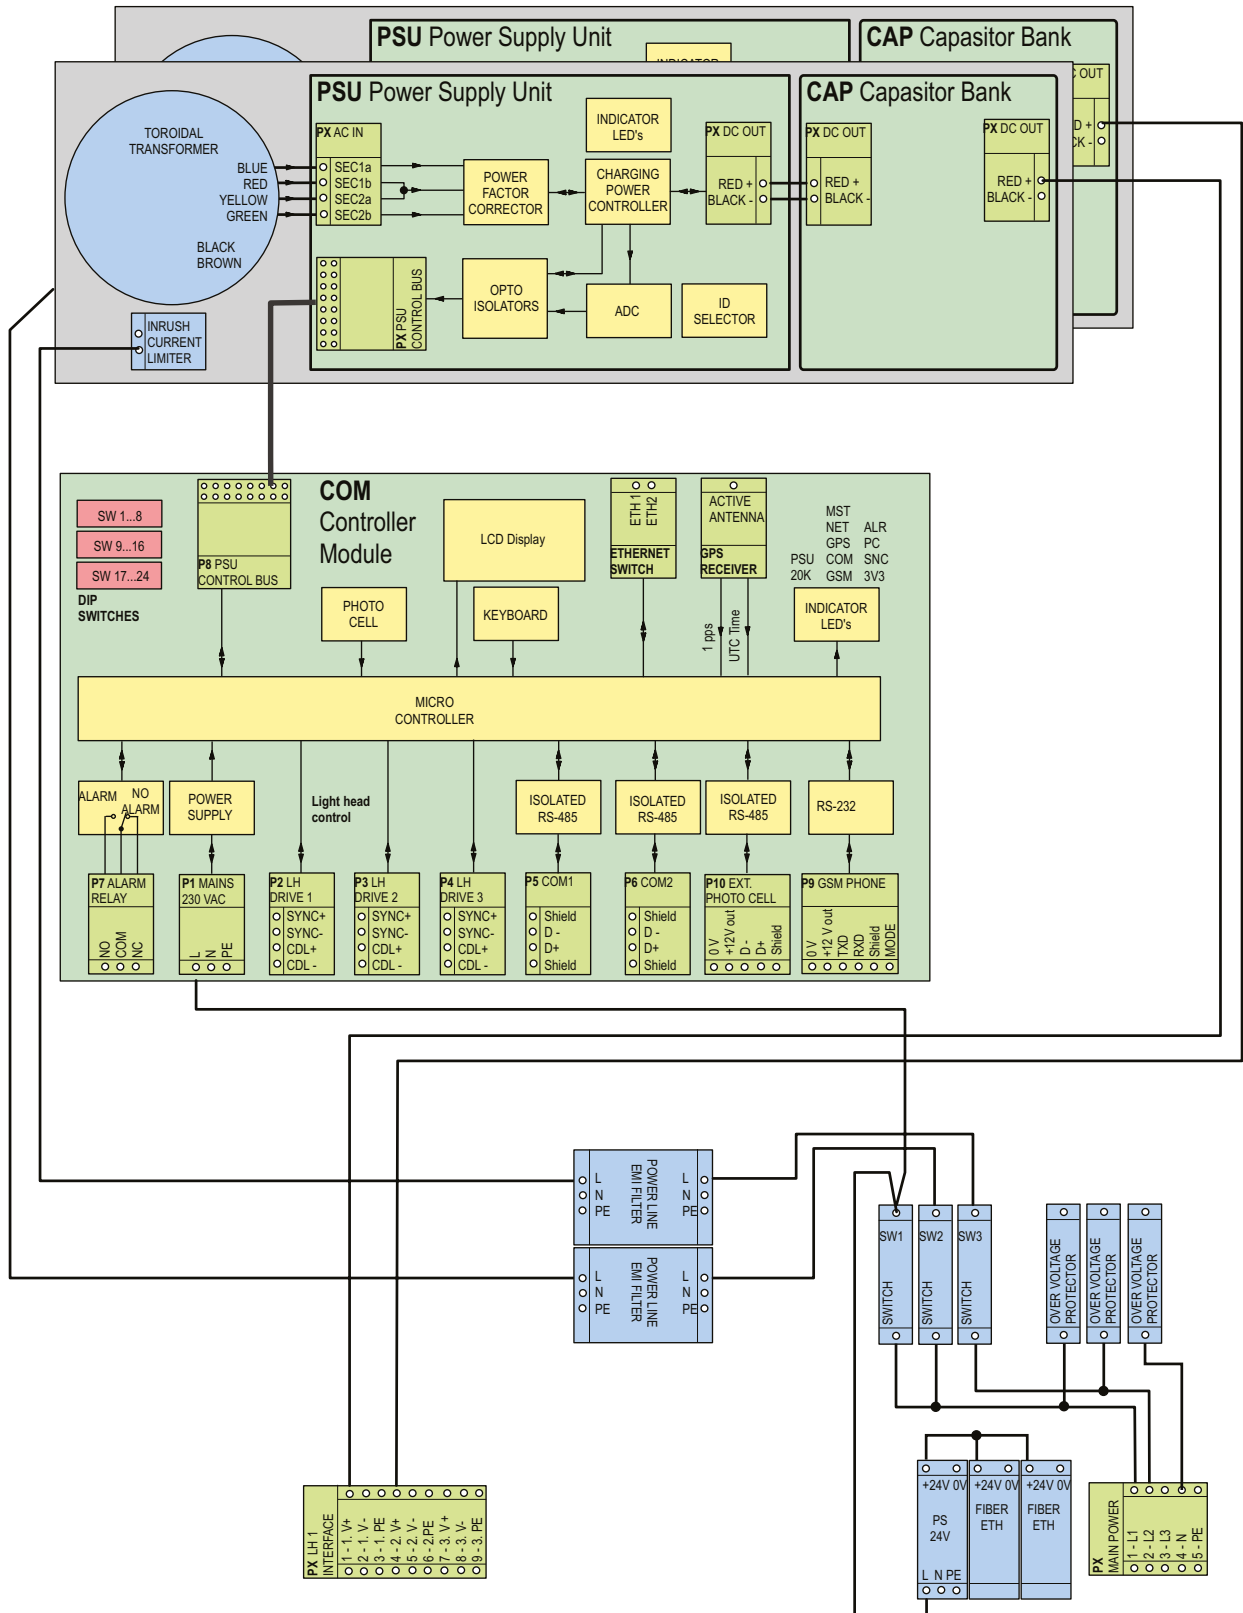 PSU Power Supply Unit
CAP Capasitor Bank
INDICATOR
C OUT
D +
ACK -
PSU Power Supply Unit
CAP Capasitor Bank
TOROIDAL
TRANSFORMER
BLUE
RED
YELLOW
GREEN
BLACK
BROWN
INRUSH
CURRENT
LIMITER
PX AC IN
SEC1a
SEC1b
SEC2a
SEC2b
POWER
FACTOR
CORRECTOR
INDICATOR
LED's
CHARGING
POWER
CONTROLLER
PX DC OUT
RED +
BLACK -
PX DC OUT
RED +
BLACK -
PX DC OUT
RED +
BLACK -
PX PSU
CONTROL BUS
OPTO
ISOLATORS
ADC
ID
SELECTOR
COM
Controller
Module
SW 1...8
SW 9...16
SW 17...24
DIP
SWITCHES
P8 PSU
CONTROL BUS
PHOTO
CELL
LCD Display
KEYBOARD
ETH 1
ETH2
ETHERNET
SWITCH
ACTIVE
ANTENNA
GPS
RECEIVER
1 pps
UTC Time
MST
NET ALR
GPS PC
PSU COM SNC
20K GSM 3V3
INDICATOR
LED's
MICRO
CONTROLLER
ALARM
NO
ALARM
POWER
SUPPLY
Light head
control
ISOLATED
RS-485
ISOLATED
RS-485
ISOLATED
RS-485
RS-232
P7 ALARM
RELAY
NO
COM
NC
P1 MAINS
230 VAC
L
N
PE
P2 LH
DRIVE 1
SYNC+
SYNC-
CDL+
CDL -
P3 LH
DRIVE 2
SYNC+
SYNC-
CDL+
CDL -
P4 LH
DRIVE 3
SYNC+
SYNC-
CDL+
CDL -
P5 COM1
Shield
D -
D+
Shield
P6 COM2
Shield
D -
D+
Shield
P10 EXT.
PHOTO CELL
0 V
+12V out
D -
D+
Shield
P9 GSM PHONE
0 V
+12 V out
TXD
RXD
Shield
MODE
L
N
PE
POWER LINE
EMI FILTER
L
N
PE
L
N
PE
POWER LINE
EMI FILTER
L
N
PE
SW1
SWITCH
SW2
SWITCH
SW3
SWITCH
OVER VOLTAGE
PROTECTOR
OVER VOLTAGE
PROTECTOR
OVER VOLTAGE
PROTECTOR
PX LH 1
INTERFACE
1 - 1. V+
2 - 1. V -
3 - 1. PE
4 - 2. V+
5 - 2. V -
6 - 2.PE
7 - 3. V +
8 - 3. V-
9 - 3. PE
+24V 0V
PS
24V
L N PE
+24V 0V
FIBER
ETH
+24V 0V
FIBER
ETH
PX
MAIN POWER
1 - L1
2 - L2
3 - L3
4 - N
5 - PE